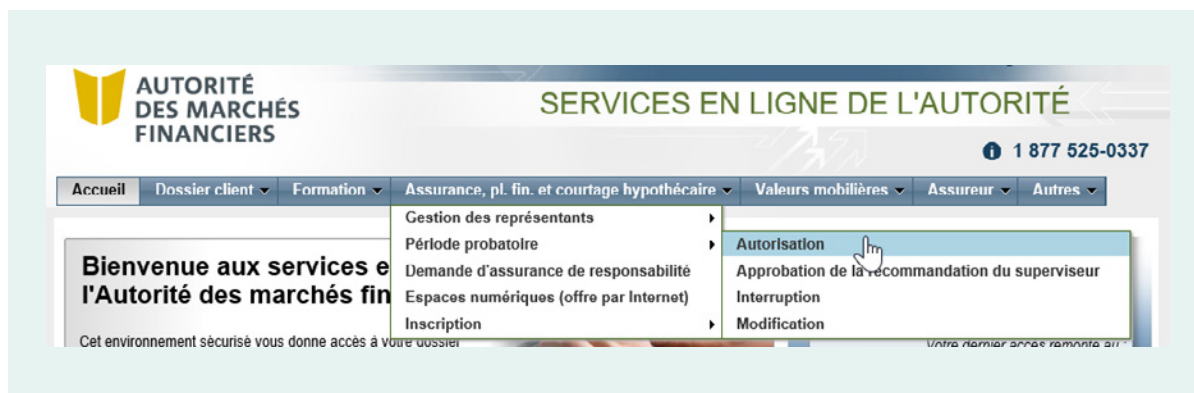 AUTORITÉ
DES MARCHÉS
FINANCIERS
SERVICES EN LIGNE DE L'AUTORITÉ
1 877 525-0337
Accueil Dossier client Formation Assurance, pl. fin. et courtage hypothécaire Valeurs mobilières Assureur Autres
Gestion des représentants
Période probatoire
Demande d'assurance de responsabilité
Espaces numériques (offre par Internet)
Inscription
Autorisation
Approbation de la recommandation du superviseur
Interruption
Modification
Bienvenue aux services e
l'Autorité des marchés fin
Cet environnement sécurisé vous donne accès à votre dossier
Votre dernier accès remonte au :